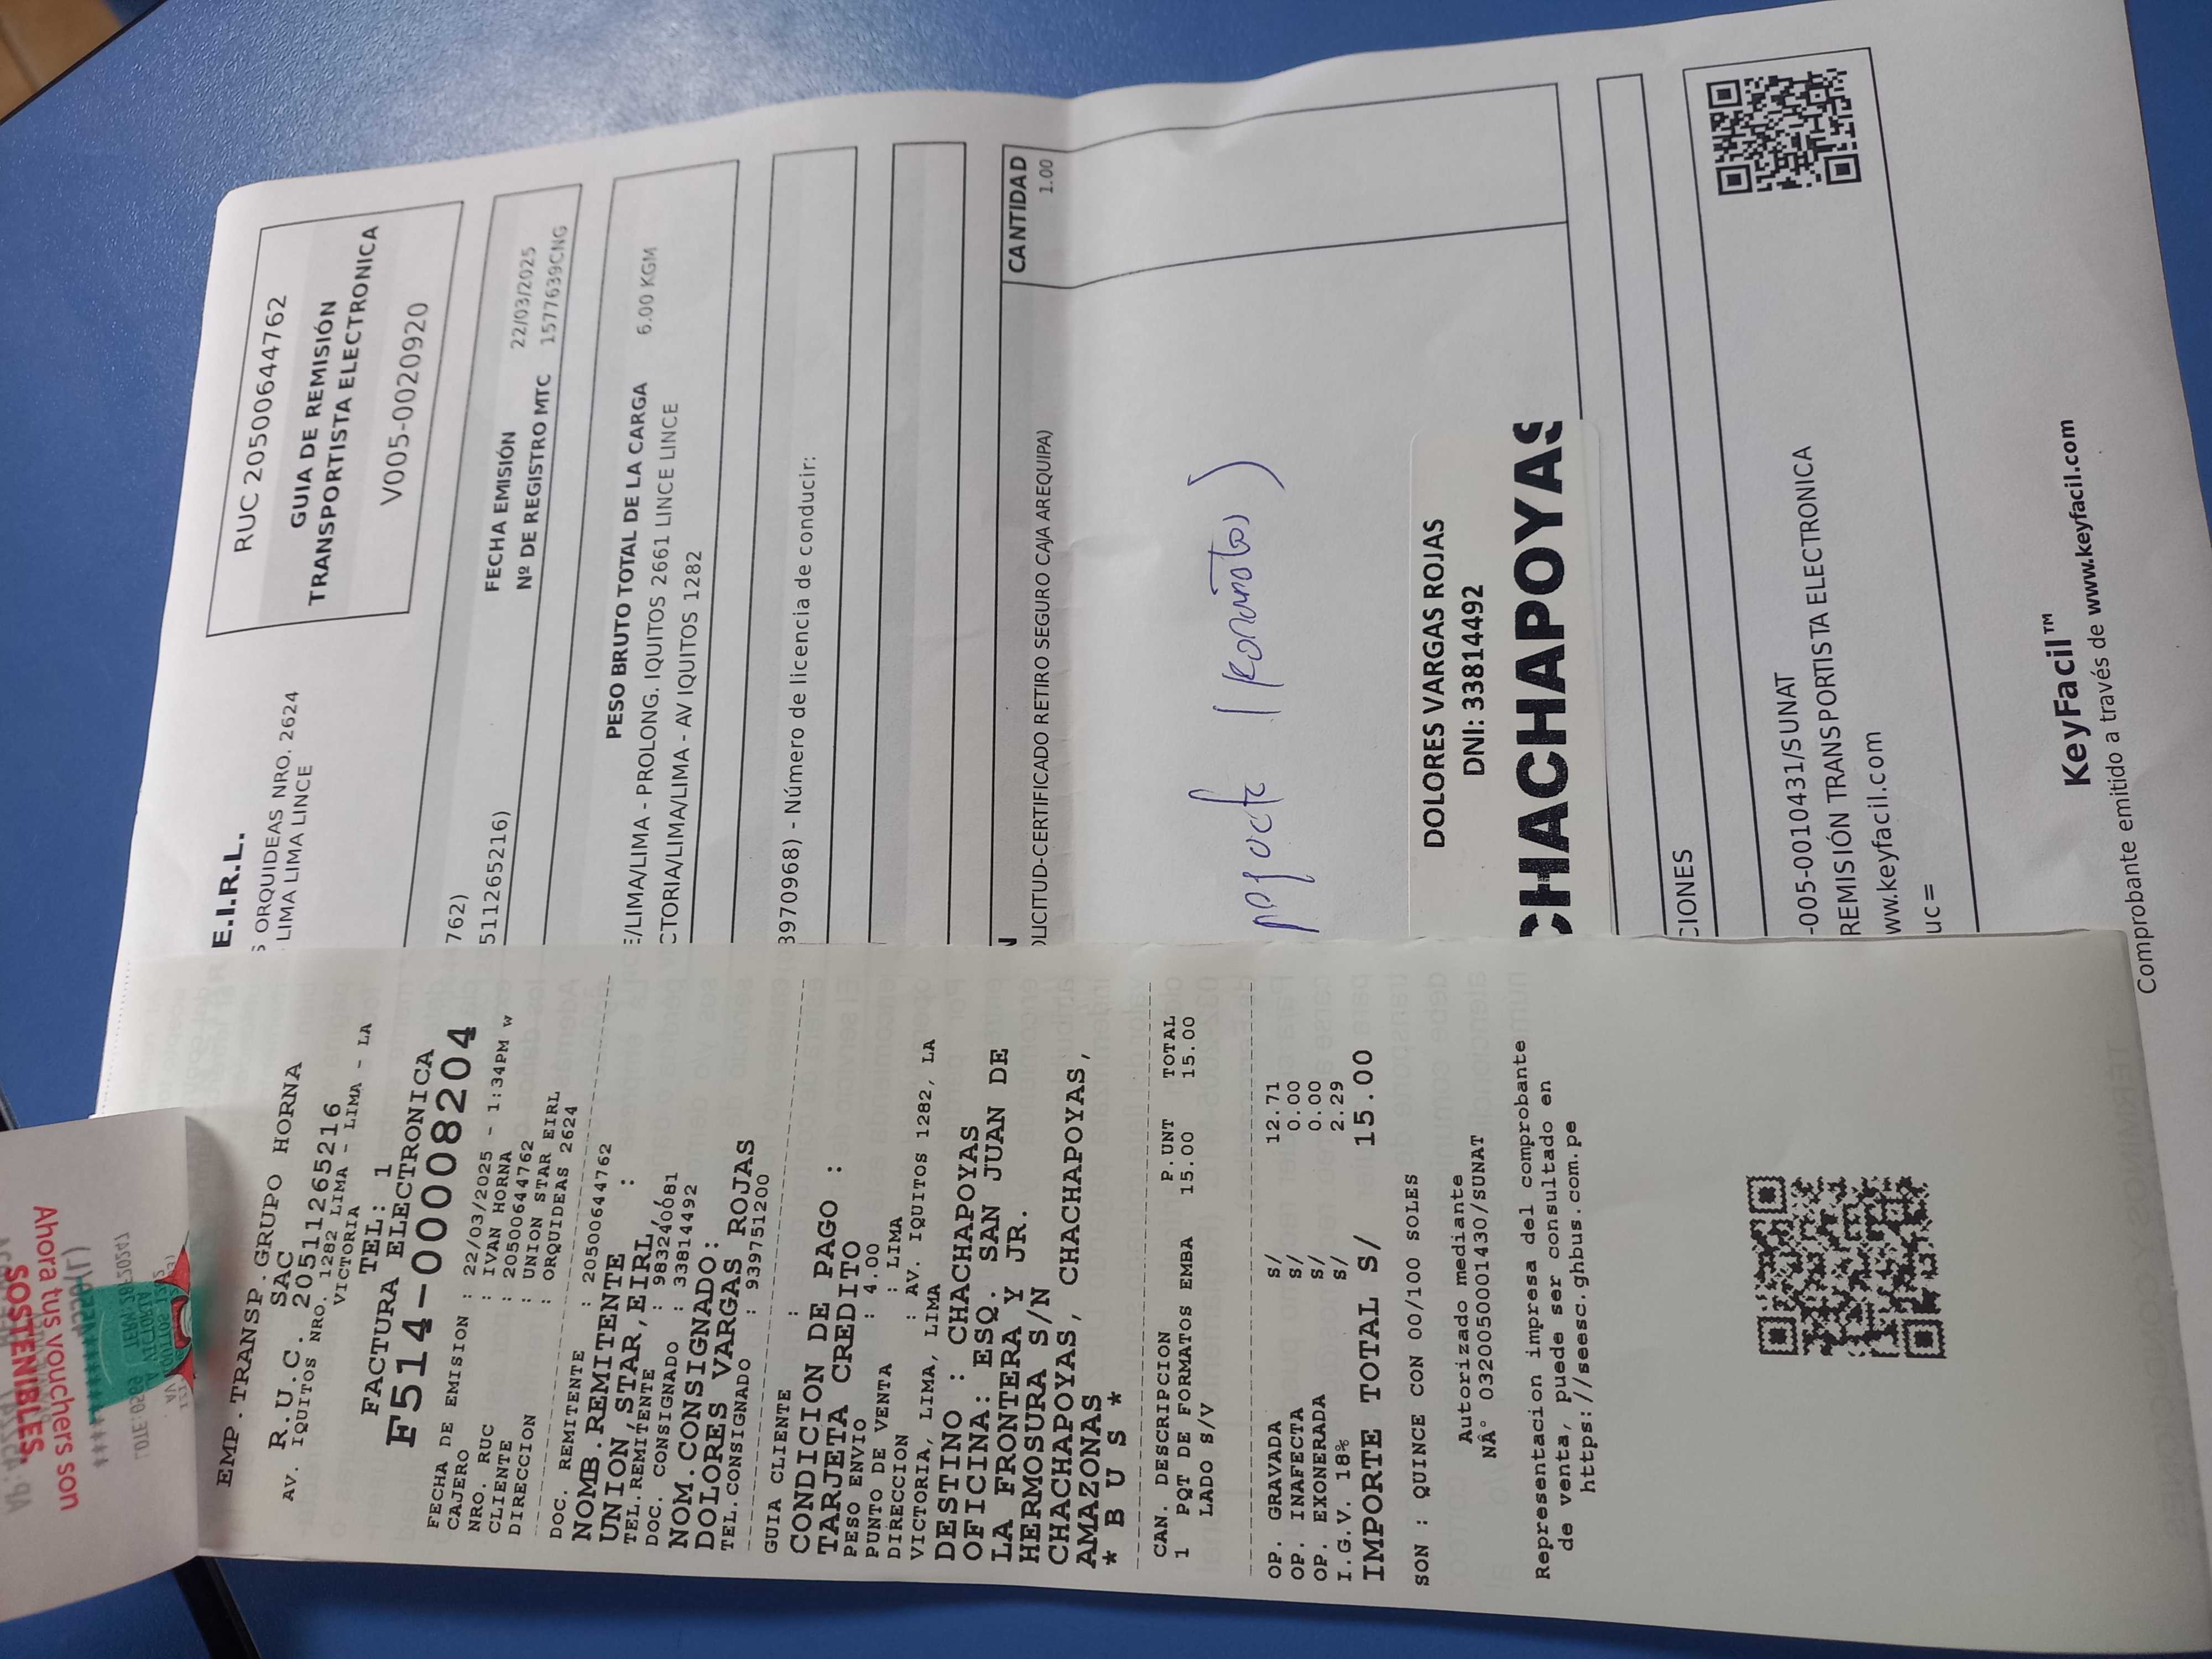 Ahora tus vouchers son
SOSTENIBLES.
EMP.TRANSP.GRUPO HORNA
SAC
R.U.C. 20511265216
AV. IQUITOS NRO. 1282 LIMA - LIMA - LA
VICTORIA
TEL: 1
FACTURA ELECTRONICA
F514-0008204
FECHA DE EMISION : 22/03/2025 - 1:34PM w
CAJERO : IVAN HORNA
NRO. RUC : 20500644762
CLIENTE : UNION STAR EIRL
DIRECCION : ORQUIDEAS 2624
DOC. REMITENTE : 20500644762
NOMB.REMITENTE :
UNION,STAR,EIRL,
TEL.REMITENTE : 983240081
DOC. CONSIGNADO : 33814492
NOM.CONSIGNADO:
DOLORES VARGAS ROJAS
TEL.CONSIGNADO : 939751200
GUIA CLIENTE :
CONDICION DE PAGO :
TARJETA CREDITO
PESO ENVIO : 4.00
PUNTO DE VENTA : LIMA
DIRECCION : AV. IQUITOS 1282, LA
VICTORIA, LIMA, LIMA
DESTINO : CHACHAPOYAS
OFICINA: ESQ. SAN JUAN DE
LA FRONTERA Y JR.
HERMOSURA S/N
CHACHAPOYAS, CHACHAPOYAS,
AMAZONAS
* B U S *
CAN. DESCRIPCION P.UNT TOTAL
1 PQT DE FORMATOS EMBA 15.00 15.00
LADO S/V
OP. GRAVADA S/ 12.71
OP. INAFECTA S/ 0.00
OP. EXONERADA S/ 0.00
I.G.V. 18% S/ 2.29
IMPORTE TOTAL S/ 15.00
SON : QUINCE CON 00/100 SOLES
Autorizado mediante
NÂ° 0320050001430/SUNAT
Representacion impresa del comprobante
de venta, puede ser consultado en
https://seesc.ghbus.com.pe
E.I.R.L.
S ORQUIDEAS NRO. 2624
LIMA LIMA LINCE
RUC 20500644762
GUIA DE REMISIÓN
TRANSPORTISTA ELECTRONICA
V005-0020920
762)
511265216)
FECHA EMISIÓN 22/03/2025
Nº DE REGISTRO MTC 1577639CNG
PESO BRUTO TOTAL DE LA CARGA 6.00 KGM
E/LIMA/LIMA - PROLONG. IQUITOS 2661 LINCE LINCE
CTORIA/LIMA/LIMA - AV IQUITOS 1282
3970968) - Número de licencia de conducir:
N CANTIDAD
OLICITUD-CERTIFICADO RETIRO SEGURO CAJA AREQUIPA) 1.00
DOLORES VARGAS ROJAS
DNI: 33814492
CHACHAPOYAS
CIONES
-005-0010431/SUNAT
REMISIÓN TRANSPORTISTA ELECTRONICA
ww.keyfacil.com
uc=
KeyFacil™
Comprobante emitido a través de www.keyfacil.com